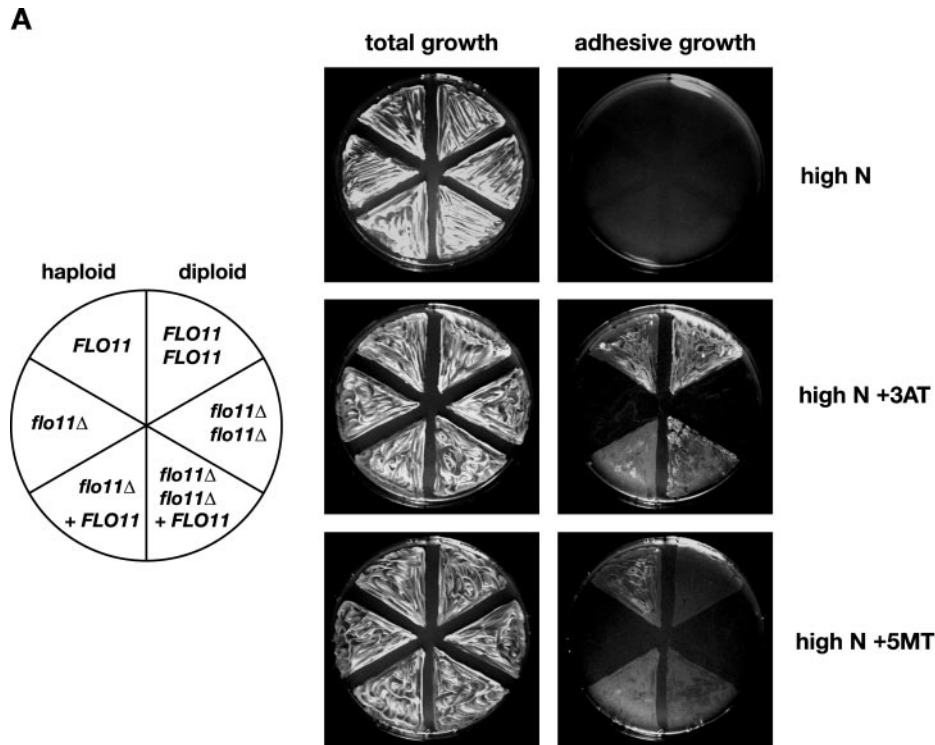 A
total growth
adhesive growth
high N
haploid
diploid
FLO11
FLO11
FLO11
flo11Δ
flo11Δ
flo11Δ
flo11Δ
+ FLO11
flo11Δ
flo11Δ
+ FLO11
high N +3AT
high N +5MT